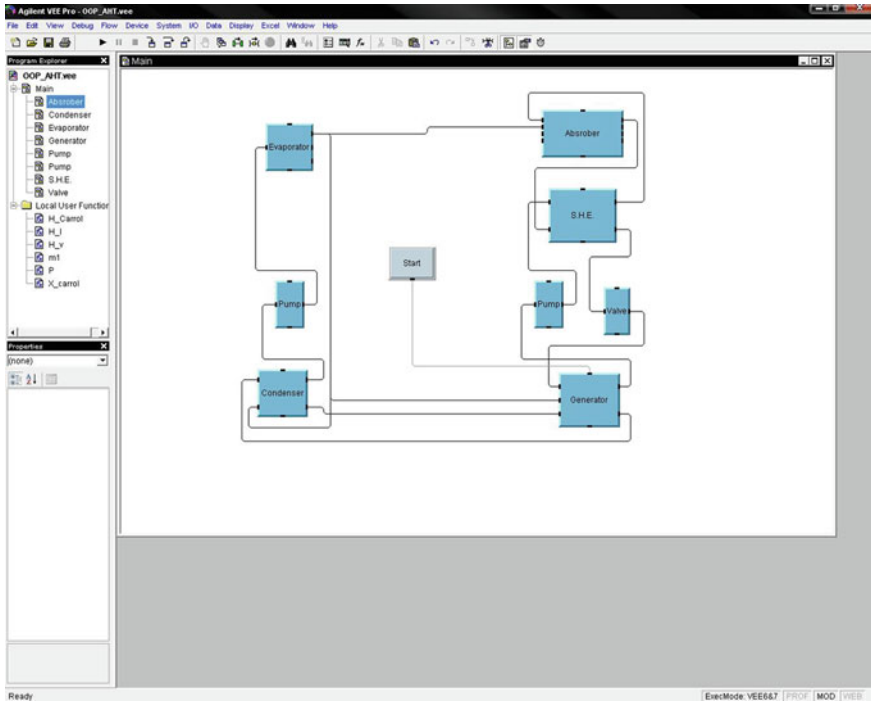 Agilent VEE Pro - OOP_AHT.vee
File Edit View Debug Flow Device System I/O Data Display Excel Window Help
Program Explorer X
OOP_AHT.vee
Main
Absrober
Condenser
Evaporator
Generator
Pump
Pump
S.H.E.
Valve
Local User Function
H_Carrol
H_l
H_v
m1
P
X_carrol
Properties X
(none)
Main
Evaporator
Absrober
S.H.E.
Start
Pump
Pump
Valve
Condenser
Generator
Ready
ExecMode: VEE6&7 PROF MOD WEB